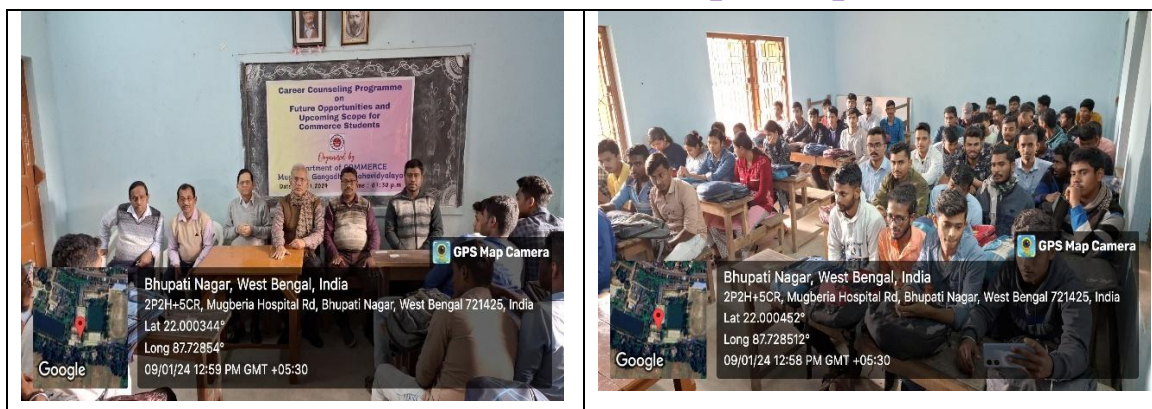 Career Counseling Programme
on
Future Opportunities and
Upcoming Scope for
Commerce Students
Organised by
Department of COMMERCE
GPS Map Camera
Bhupati Nagar, West Bengal, India
2P2H+5CR, Mugberia Hospital Rd, Bhupati Nagar, West Bengal 721425, India
Lat 22.000344°
Long 87.72854°
09/01/24 12:59 PM GMT +05:30
Google
GPS Map Camera
Bhupati Nagar, West Bengal, India
2P2H+5CR, Mugberia Hospital Rd, Bhupati Nagar, West Bengal 721425, India
Lat 22.000452°
Long 87.728512°
09/01/24 12:58 PM GMT +05:30
Google